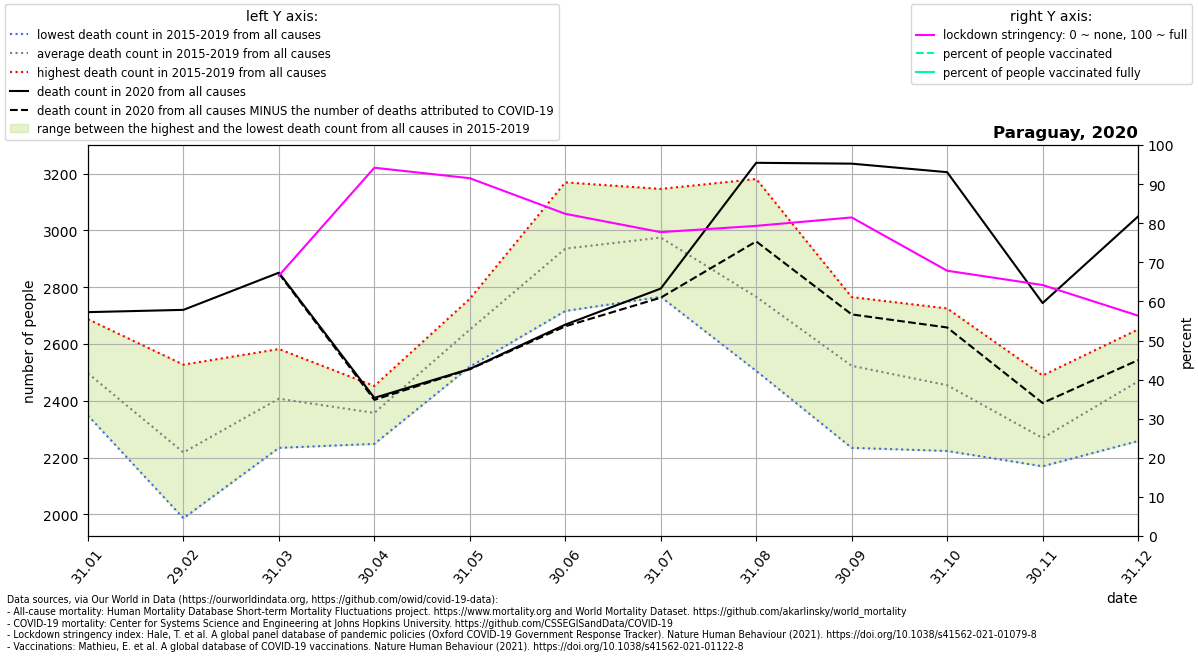 left Y axis:
lowest death count in 2015-2019 from all causes
average death count in 2015-2019 from all causes
highest death count in 2015-2019 from all causes
death count in 2020 from all causes
death count in 2020 from all causes MINUS the number of deaths attributed to COVID-19
range between the highest and the lowest death count from all causes in 2015-2019
right Y axis:
lockdown stringency: 0 ~ none, 100 ~ full
percent of people vaccinated
percent of people vaccinated fully
Paraguay, 2020
number of people
3200
3000
2800
2600
2400
2200
2000
100
90
80
70
60
50
40
30
20
10
0
percent
31.01
29.02
31.03
30.04
31.05
30.06
31.07
31.08
30.09
31.10
30.11
31.12
date
Data sources, via Our World in Data (https://ourworldindata.org, https://github.com/owid/covid-19-data):
- All-cause mortality: Human Mortality Database Short-term Mortality Fluctuations project. https://www.mortality.org and World Mortality Dataset. https://github.com/akarlinsky/world_mortality
- COVID-19 mortality: Center for Systems Science and Engineering at Johns Hopkins University. https://github.com/CSSEGISandData/COVID-19
- Lockdown stringency index: Hale, T. et al. A global panel database of pandemic policies (Oxford COVID-19 Government Response Tracker). Nature Human Behaviour (2021). https://doi.org/10.1038/s41562-021-01079-8
- Vaccinations: Mathieu, E. et al. A global database of COVID-19 vaccinations. Nature Human Behaviour (2021). https://doi.org/10.1038/s41562-021-01122-8